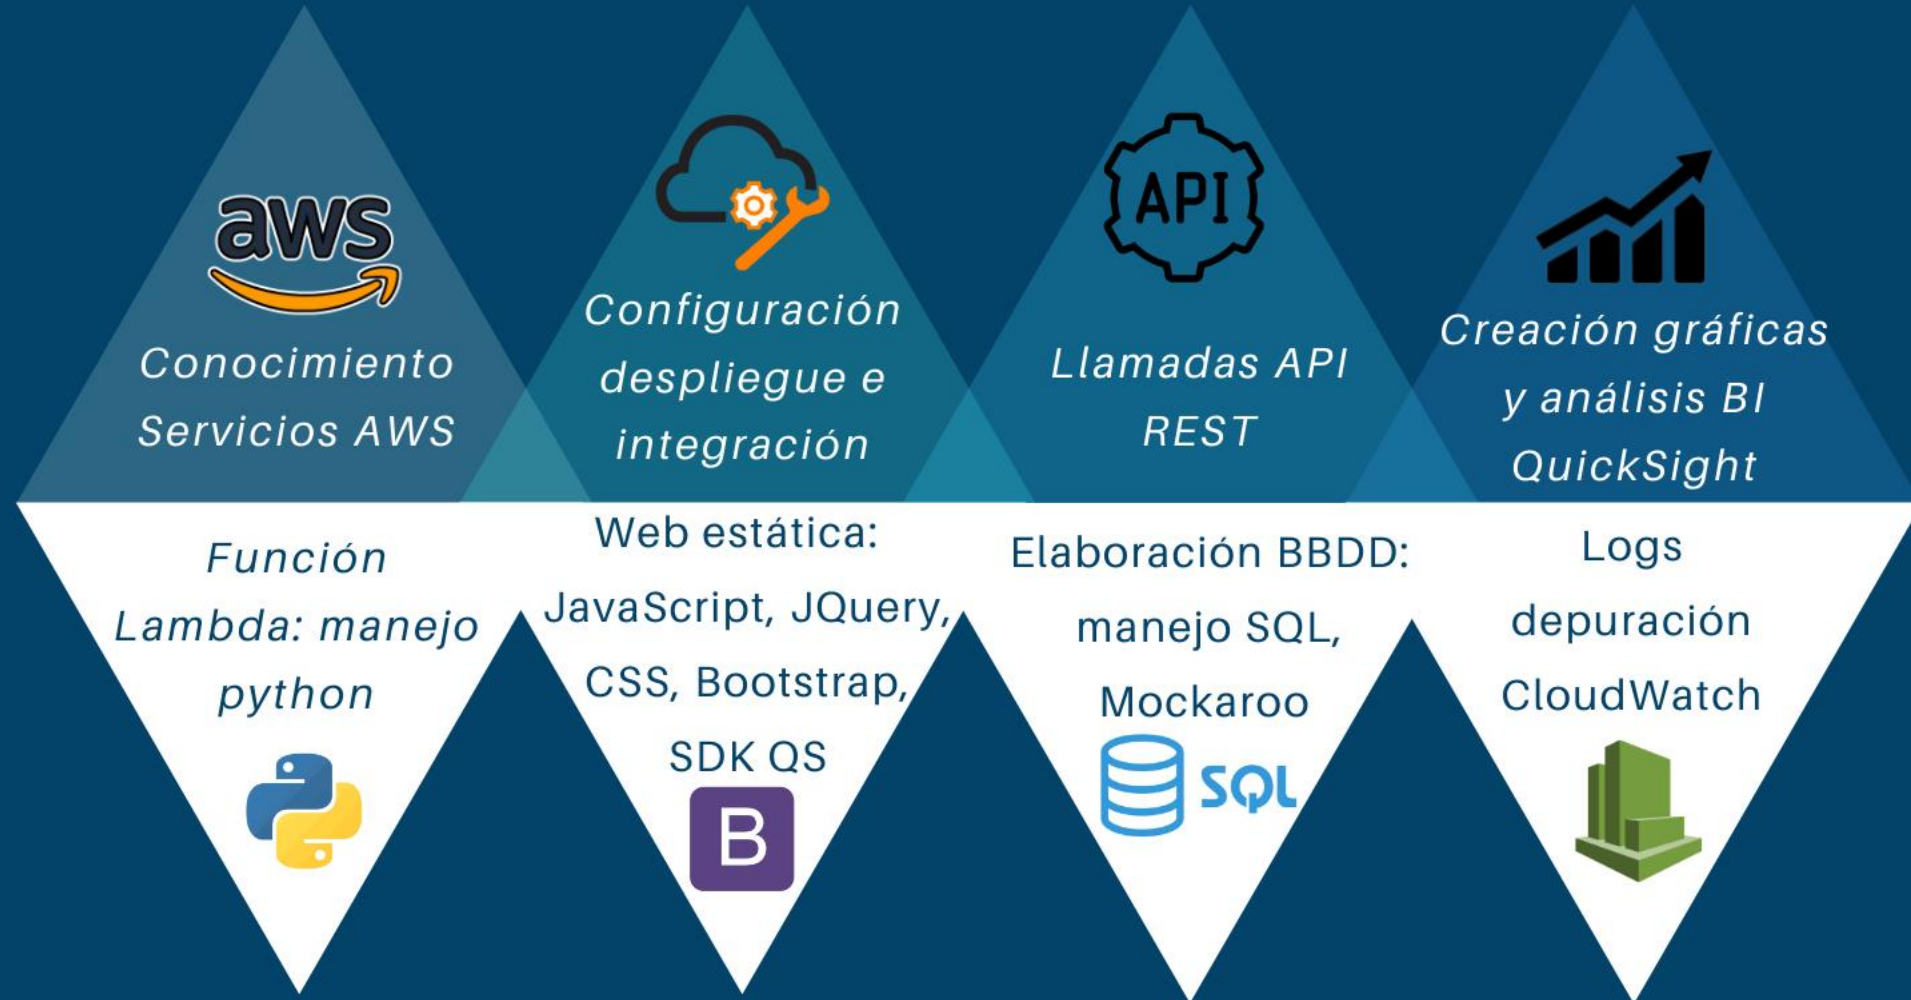 aws
Conocimiento
Servicios AWS
Configuración
despliegue e
integración
API
Llamadas API
REST
Creación gráficas
y análisis BI
QuickSight
Función
Lambda: manejo
python
Web estática:
JavaScript, JQuery,
CSS, Bootstrap,
SDK QS
B
Elaboración BBDD:
manejo SQL,
Mockaroo
SQL
Logs
depuración
CloudWatch